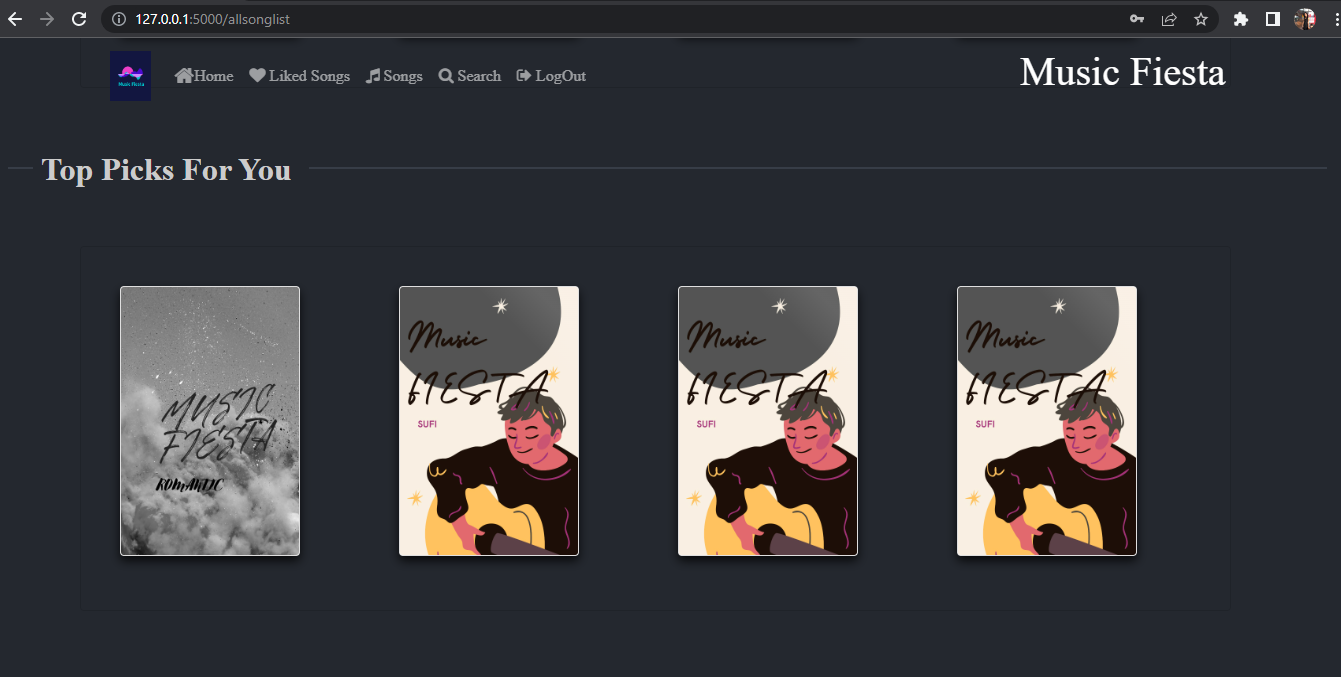 127.0.0.1:5000/allsonglist
Music Fiesta
Home Liked Songs Songs Search LogOut
Music Fiesta
Top Picks For You
MUSIC
FIESTA
ROMANTIC
Music
FIESTA
SUFI
Music
FIESTA
SUFI
Music
FIESTA
SUFI